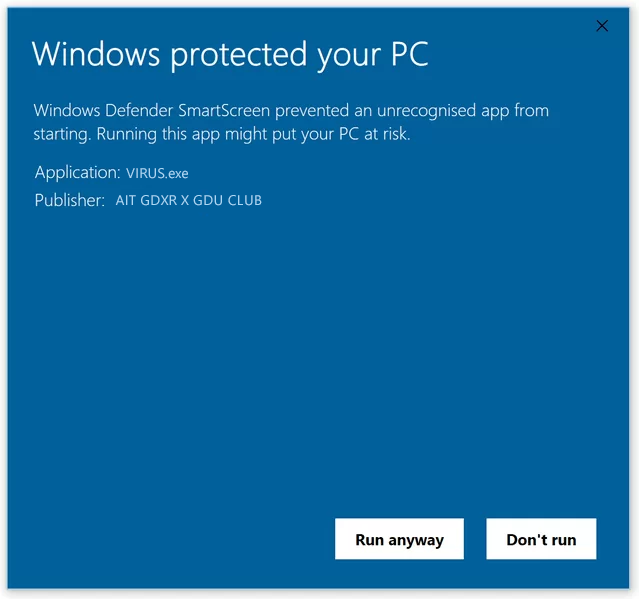 Windows protected your PC
Windows Defender SmartScreen prevented an unrecognised app from
starting. Running this app might put your PC at risk.
Application: VIRUS.exe
Publisher: AIT GDXR X GDU CLUB
Run anyway Don't run